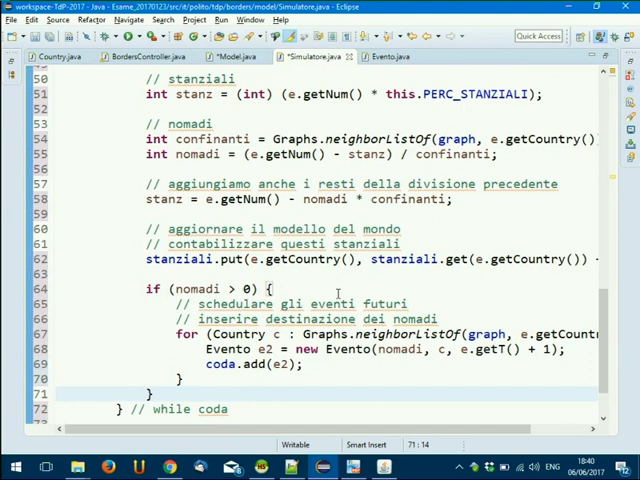 workspace-TdP-2017 - Java - Esame_20170123/src/it/polito/tdp/borders/model/Simulatore.java - Eclipse
File Edit Source Refactor Navigate Search Project Run Window Help
Quick Access
Country.java BordersController.java *Model.java *Simulatore.java Evento.java
50 // stanziali
51 int stanz = (int) (e.getNum() * this.PERC_STANZIALI);
53 // nomadi
54 int confinanti = Graphs.neighborListOf(graph, e.getCountry()
55 int nomadi = (e.getNum() - stanz) / confinanti;
57 // aggiungiamo anche i resti della divisione precedente
58 stanz = e.getNum() - nomadi * confinanti;
60 // aggiornare il modello del mondo
61 // contabilizzare questi stanziali
62 stanziali.put(e.getCountry(), stanziali.get(e.getCountry())
64 if (nomadi > 0) {
65 // schedulare gli eventi futuri
66 // inserire destinazione dei nomadi
67 for (Country c : Graphs.neighborListOf(graph, e.getCount
68 Evento e2 = new Evento(nomadi, c, e.getT() + 1);
69 coda.add(e2);
70 }
71 }
72 } // while coda
Writable Smart Insert 71 : 14
ENG 18:40
06/06/2017